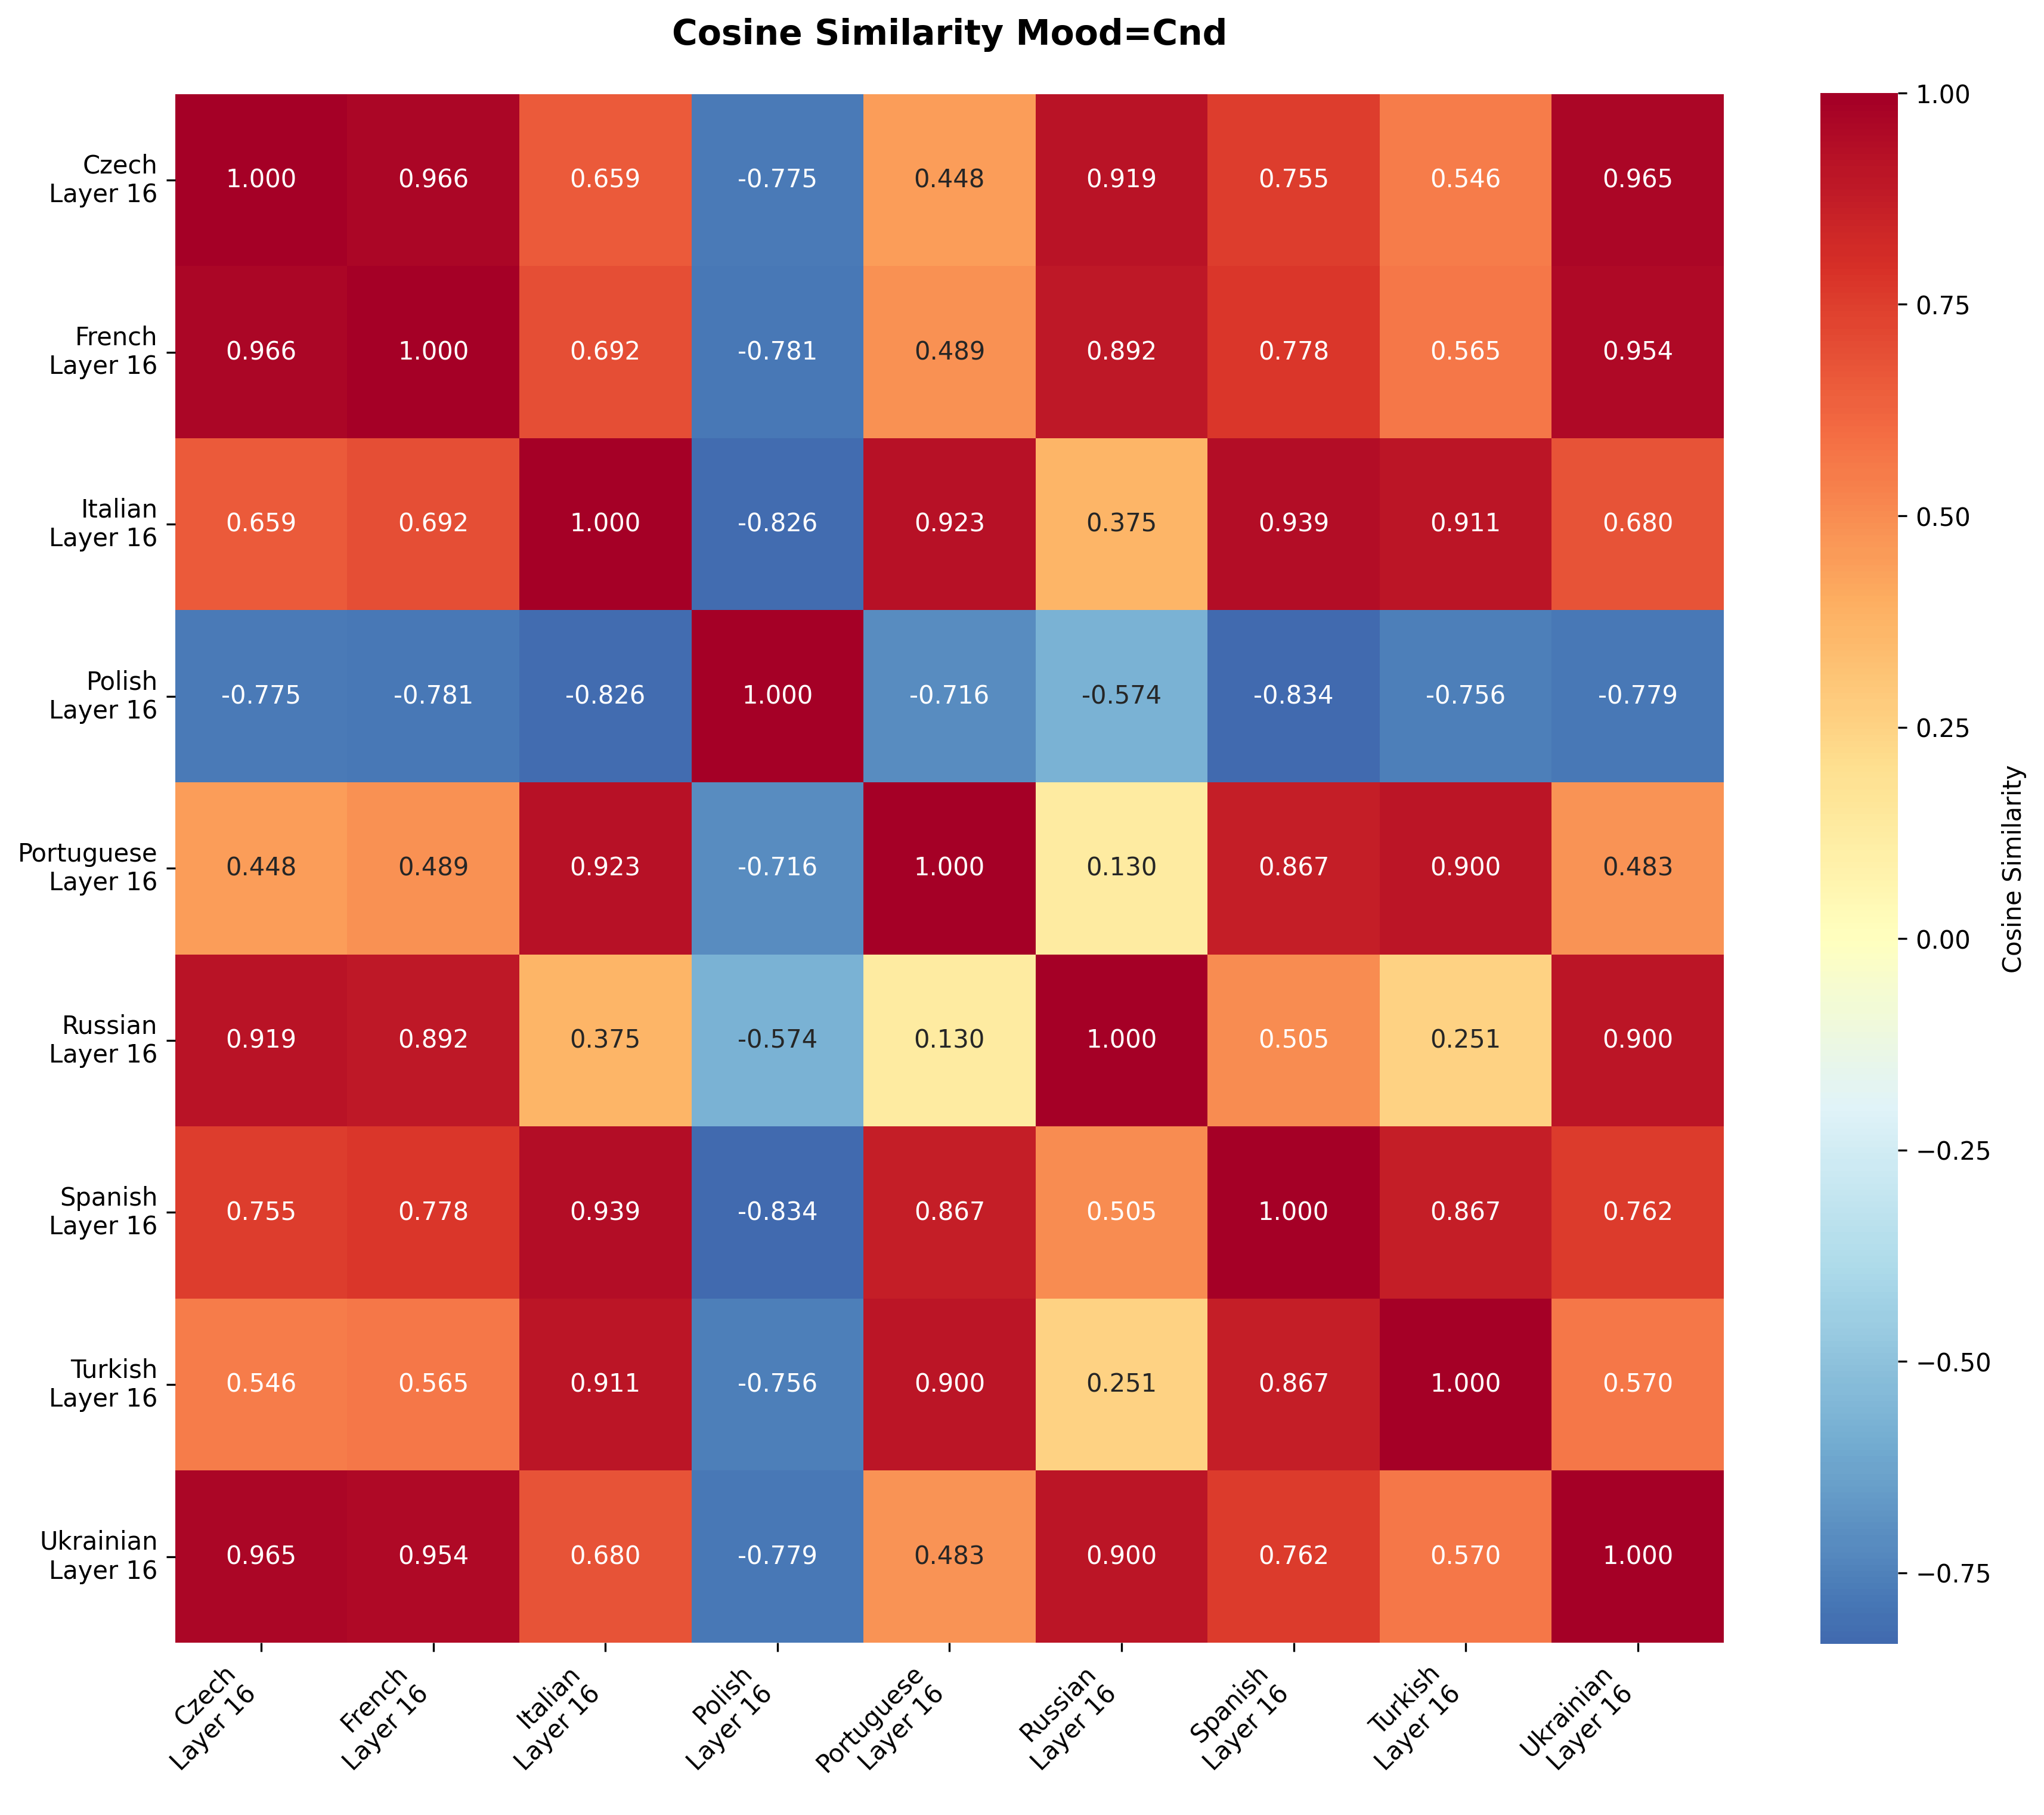 Cosine Similarity Mood=Cnd
Czech
Layer 16
1.000 0.966 0.659 -0.775 0.448 0.919 0.755 0.546 0.965
French
Layer 16
0.966 1.000 0.692 -0.781 0.489 0.892 0.778 0.565 0.954
Italian
Layer 16
0.659 0.692 1.000 -0.826 0.923 0.375 0.939 0.911 0.680
Polish
Layer 16
-0.775 -0.781 -0.826 1.000 -0.716 -0.574 -0.834 -0.756 -0.779
Portuguese
Layer 16
0.448 0.489 0.923 -0.716 1.000 0.130 0.867 0.900 0.483
Russian
Layer 16
0.919 0.892 0.375 -0.574 0.130 1.000 0.505 0.251 0.900
Spanish
Layer 16
0.755 0.778 0.939 -0.834 0.867 0.505 1.000 0.867 0.762
Turkish
Layer 16
0.546 0.565 0.911 -0.756 0.900 0.251 0.867 1.000 0.570
Ukrainian
Layer 16
0.965 0.954 0.680 -0.779 0.483 0.900 0.762 0.570 1.000
Czech
Layer 16
French
Layer 16
Italian
Layer 16
Polish
Layer 16
Portuguese
Layer 16
Russian
Layer 16
Spanish
Layer 16
Turkish
Layer 16
Ukrainian
Layer 16
1.00
0.75
0.50
0.25
0.00
−0.25
−0.50
−0.75
Cosine Similarity